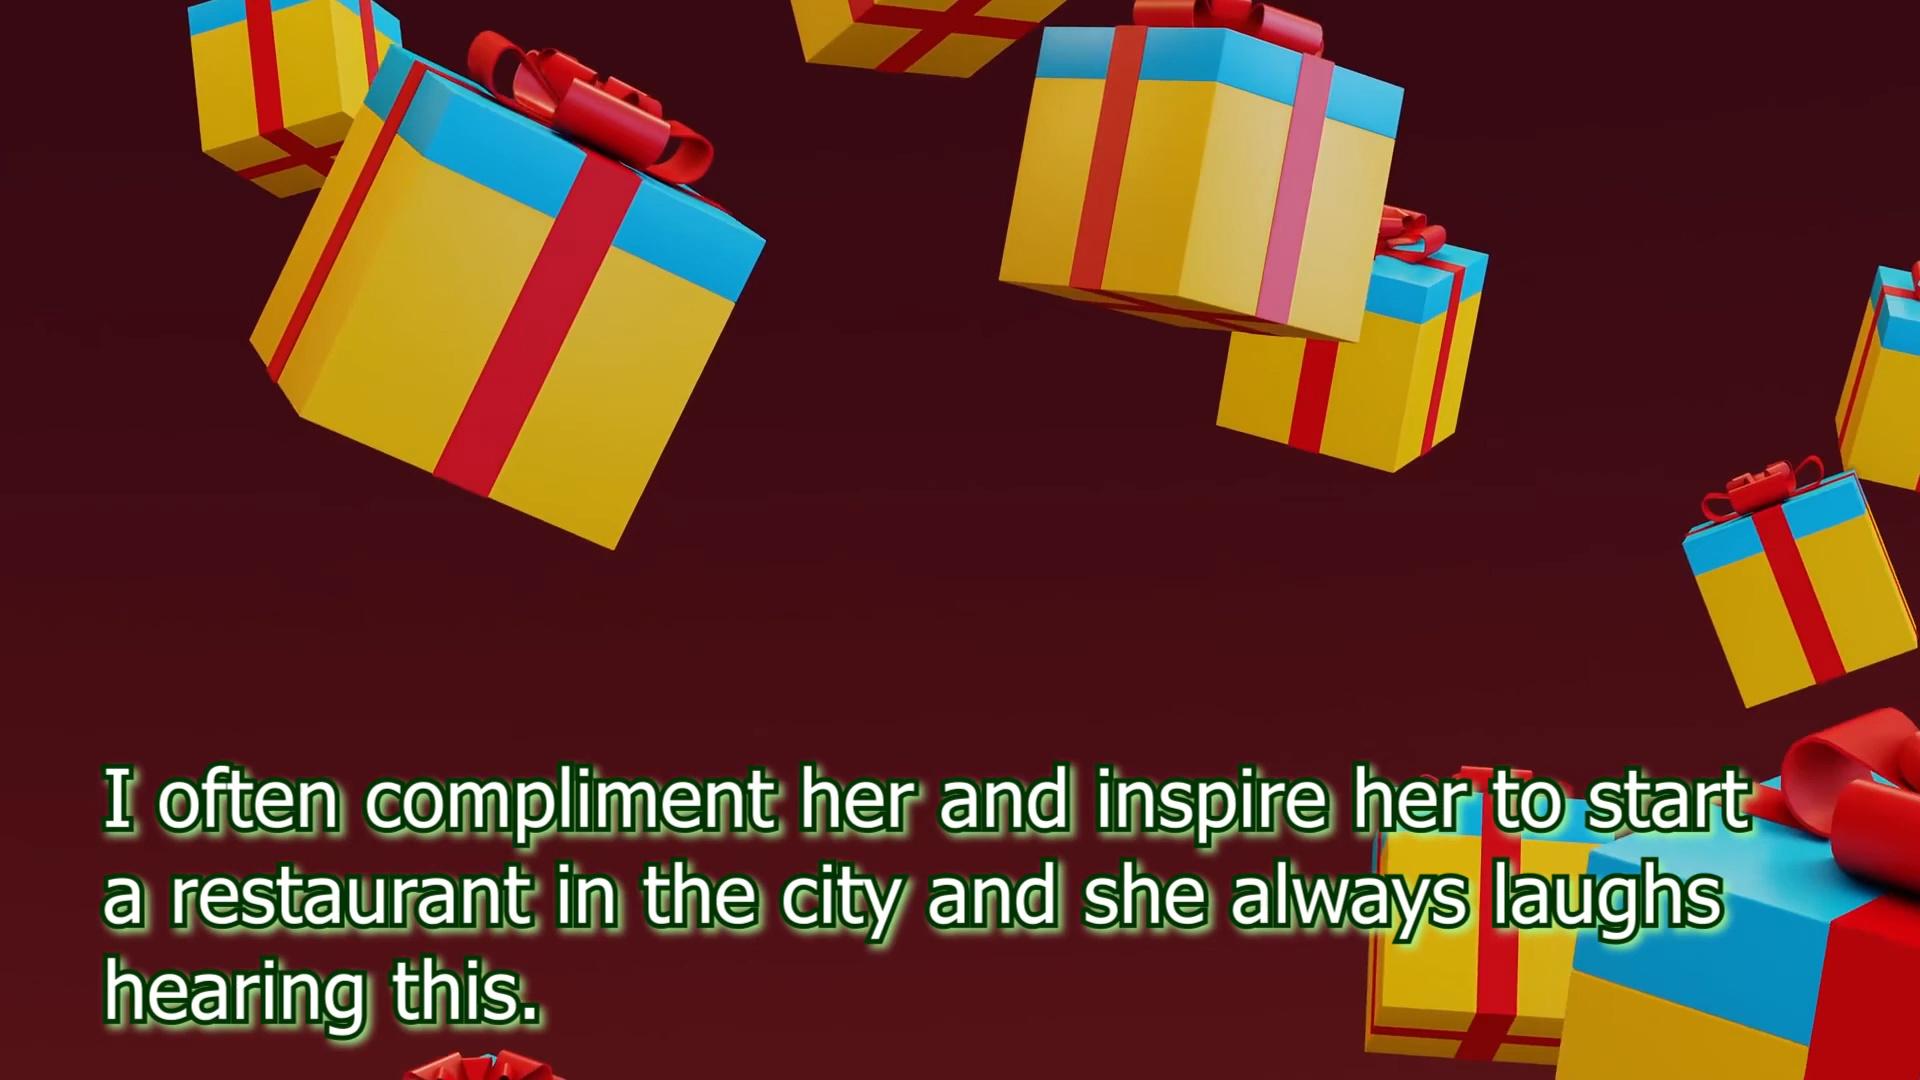 I often compliment her and inspire her to start
a restaurant in the city and she always laughs
hearing this.